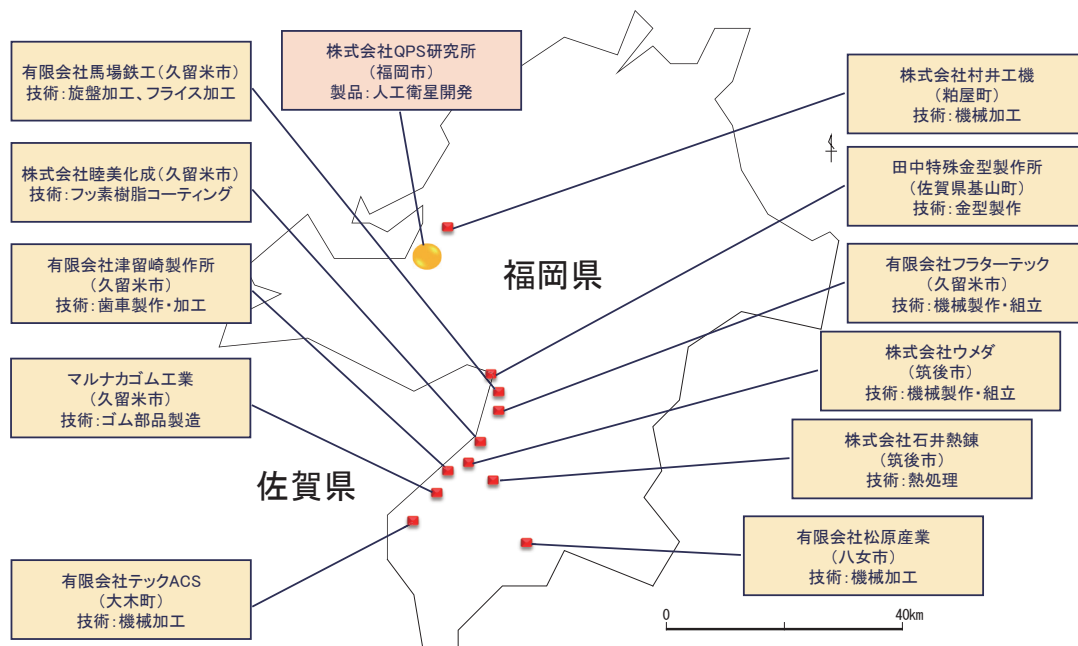 有限会社馬場鉄工(久留米市)
技術:旋盤加工、フライス加工
株式会社睦美化成(久留米市)
技術:フッ素樹脂コーティング
有限会社津留崎製作所
(久留米市)
技術:歯車製作・加工
マルナカゴム工業
(久留米市)
技術:ゴム部品製造
有限会社テックACS
(大木町)
技術:機械加工
株式会社QPS研究所
(福岡市)
製品:人工衛星開発
福岡県
佐賀県
株式会社村井工機
(粕屋町)
技術:機械加工
田中特殊金型製作所
(佐賀県基山町)
技術:金型製作
有限会社フラターテック
(久留米市)
技術:機械製作・組立
株式会社ウメダ
(筑後市)
技術:機械製作・組立
株式会社石井熱錬
(筑後市)
技術:熱処理
有限会社松原産業
(八女市)
技術:機械加工
0 40km